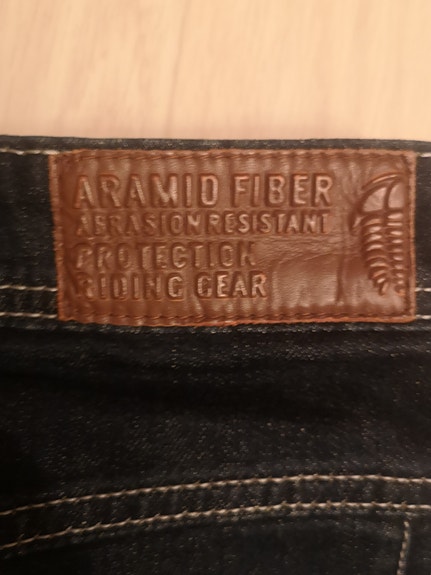 ARAMID FIBER
ABRASION RESISTANT
PROTECTION
RIDING GEAR